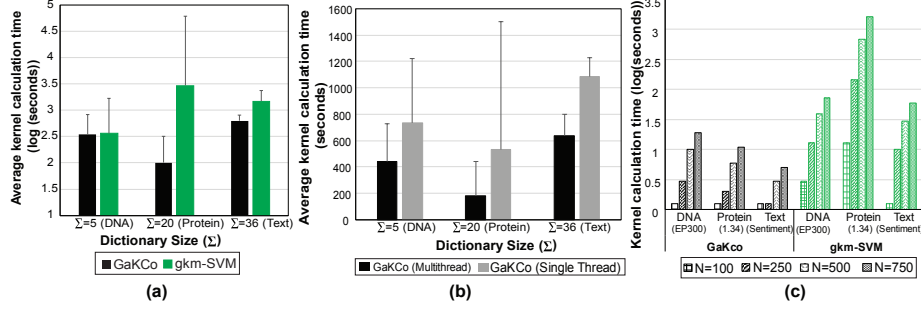 Average kernel calculation time
(log (seconds))
5
4.5
4
3.5
3
2.5
2
1.5
1
Σ=5 (DNA) Σ=20 (Protein) Σ=36 (Text)
Dictionary Size (Σ)
GaKCo gkm-SVM
(a)
Average kernel calculation time
(seconds)
1600
1400
1200
1000
800
600
400
200
0
Σ=5 (DNA) Σ=20 (Protein) Σ=36 (Text)
Dictionary Size (Σ)
GaKCo (Multithread) GaKCo (Single Thread)
(b)
Kernel calculation time (log(seconds)
3.5
3
2.5
2
1.5
1
0.5
0
DNA Protein Text DNA Protein Text
(EP300) (1.34) (Sentiment) (EP300) (1.34) (Sentiment)
GaKco gkm-SVM
N=100 N=250 N=500 N=750
(c)